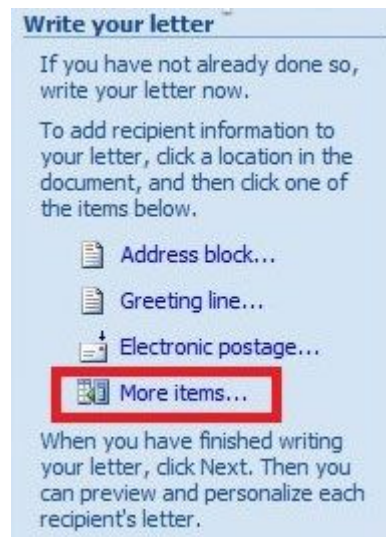 Write your letter
If you have not already done so,
write your letter now.
To add recipient information to
your letter, click a location in the
document, and then click one of
the items below.
Address block...
Greeting line...
Electronic postage...
More items...
When you have finished writing
your letter, click Next. Then you
can preview and personalize each
recipient's letter.